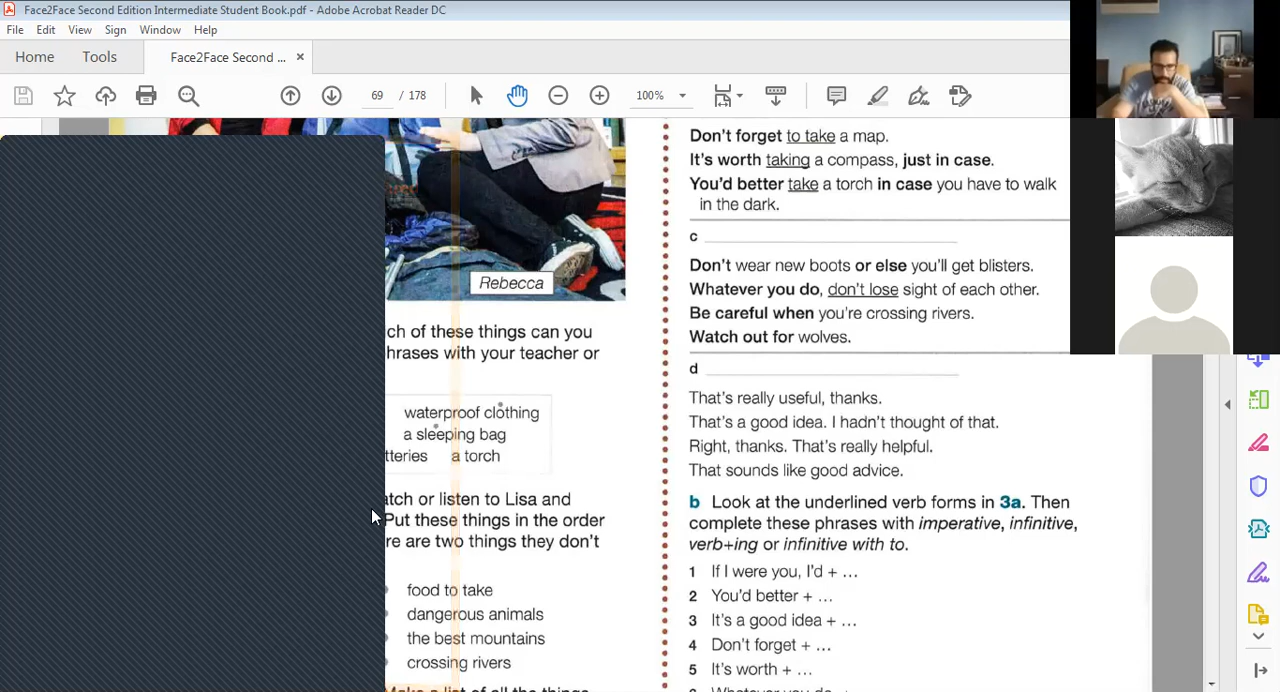 Face2Face Second Edition Intermediate Student Book.pdf - Adobe Acrobat Reader DC
File Edit View Sign Window Help
Home Tools Face2Face Second ... ×
69 / 178 100%
Don't forget to take a map.
It's worth taking a compass, just in case.
You'd better take a torch in case you have to walk
in the dark.
c
Don't wear new boots or else you'll get blisters.
Whatever you do, don't lose sight of each other.
Be careful when you're crossing rivers.
Watch out for wolves.
d
That's really useful, thanks.
That's a good idea. I hadn't thought of that.
Right, thanks. That's really helpful.
That sounds like good advice.
b Look at the underlined verb forms in 3a. Then
complete these phrases with imperative, infinitive,
verb+ing or infinitive with to.
1 If I were you, I'd + ...
2 You'd better + ...
3 It's a good idea + ...
4 Don't forget + ...
5 It's worth + ...
Rebecca
ch of these things can you
hrases with your teacher or
waterproof clothing
a sleeping bag
tteries a torch
atch or listen to Lisa and
Put these things in the order
re are two things they don't
food to take
dangerous animals
the best mountains
crossing rivers